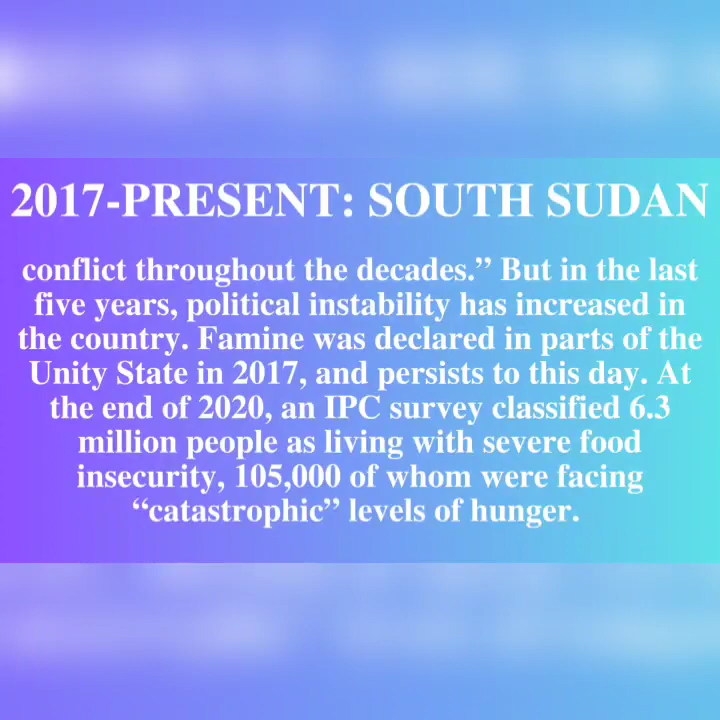 2017-PRESENT: SOUTH SUDAN
conflict throughout the decades.” But in the last
five years, political instability has increased in
the country. Famine was declared in parts of the
Unity State in 2017, and persists to this day. At
the end of 2020, an IPC survey classified 6.3
million people as living with severe food
insecurity, 105,000 of whom were facing
“catastrophic” levels of hunger.